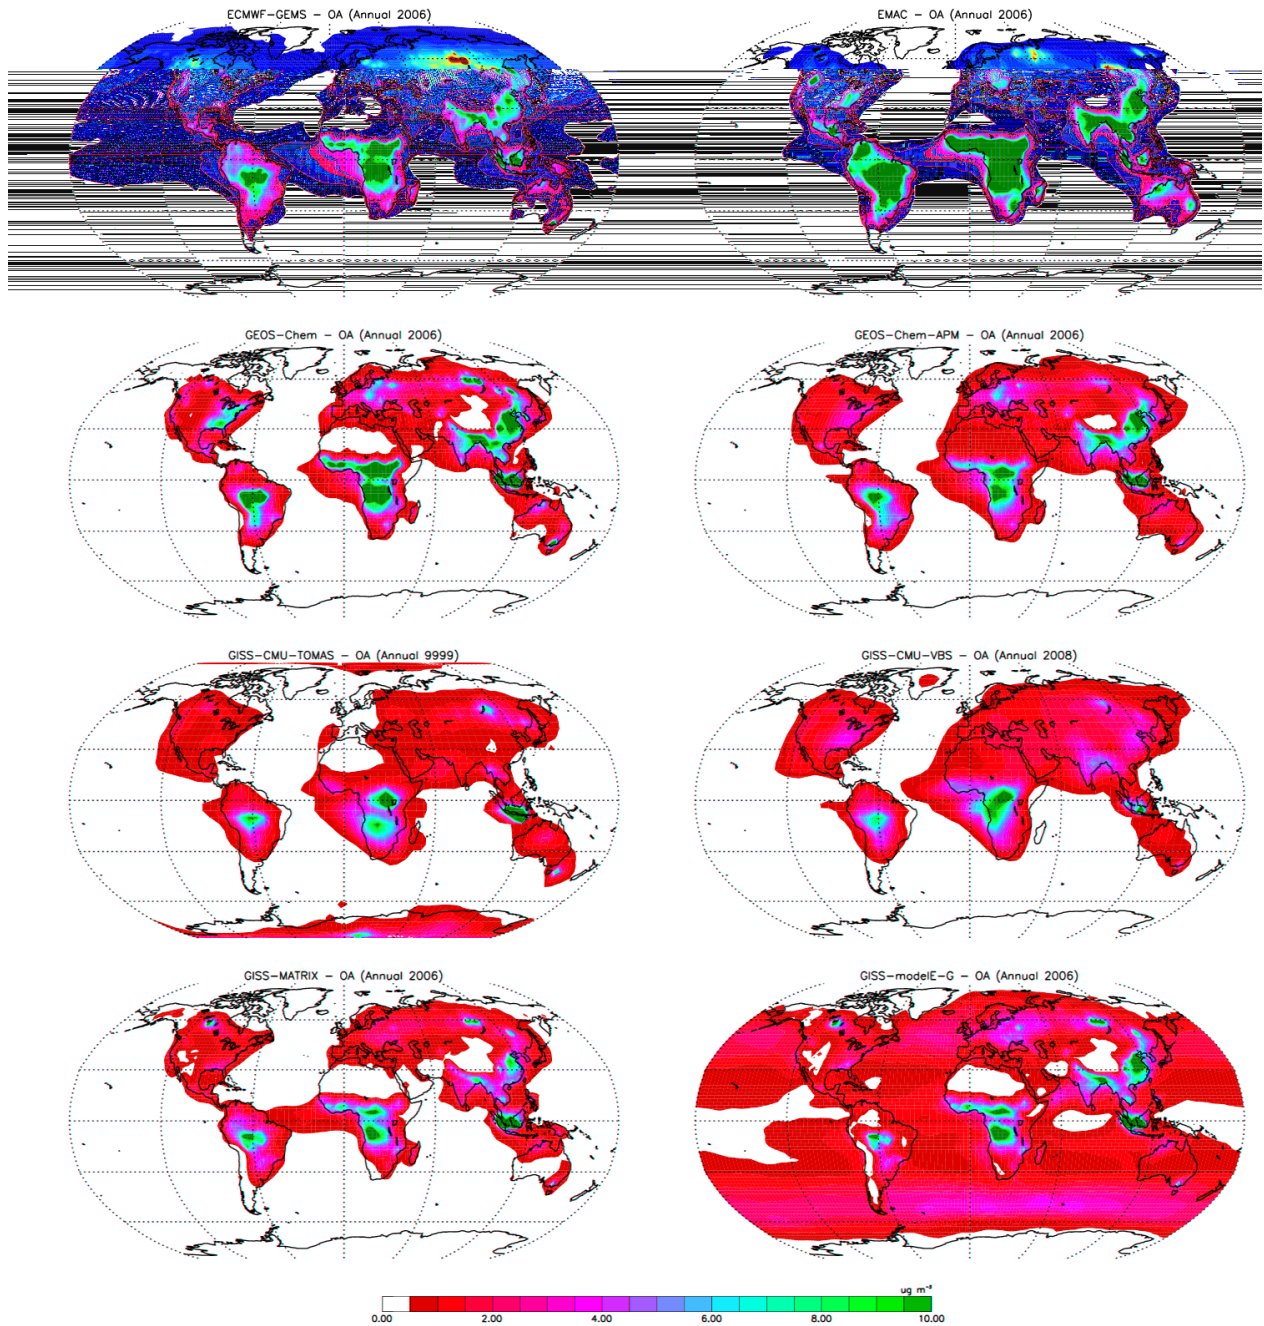 ECMWF-GEMS - OA (Annual 2006)
EMAC - OA (Annual 2006)
GEOS-Chem - OA (Annual 2006)
GEOS-Chem-APM - OA (Annual 2006)
GISS-CMU-TOMAS - OA (Annual 9999)
GISS-CMU-VBS - OA (Annual 2008)
GISS-MATRIX - OA (Annual 2006)
GISS-modelE-G - OA (Annual 2006)
ug m⁻³
0.00 2.00 4.00 6.00 8.00 10.00